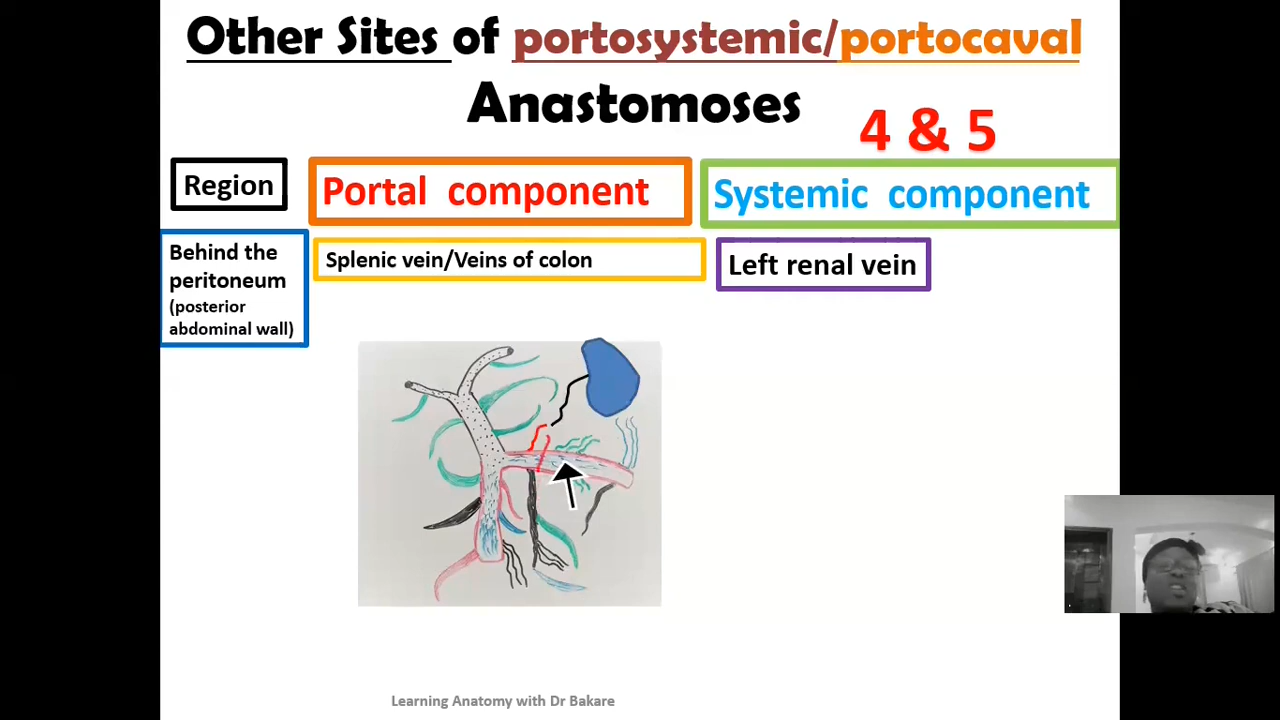 Other Sites of portosystemic/portocaval
Anastomoses
4 & 5
Region
Portal component
Systemic component
Behind the
peritoneum
(posterior
abdominal wall)
Splenic vein/Veins of colon
Left renal vein
Learning Anatomy with Dr Bakare